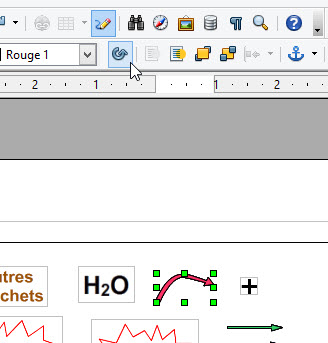 Rouge 1
2 1 1 2
utres
chets
H₂O